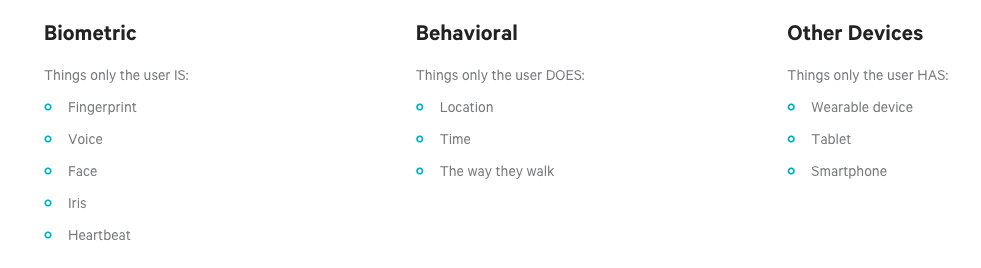 Biometric
Things only the user IS:
Fingerprint
Voice
Face
Iris
Heartbeat
Behavioral
Things only the user DOES:
Location
Time
The way they walk
Other Devices
Things only the user HAS:
Wearable device
Tablet
Smartphone